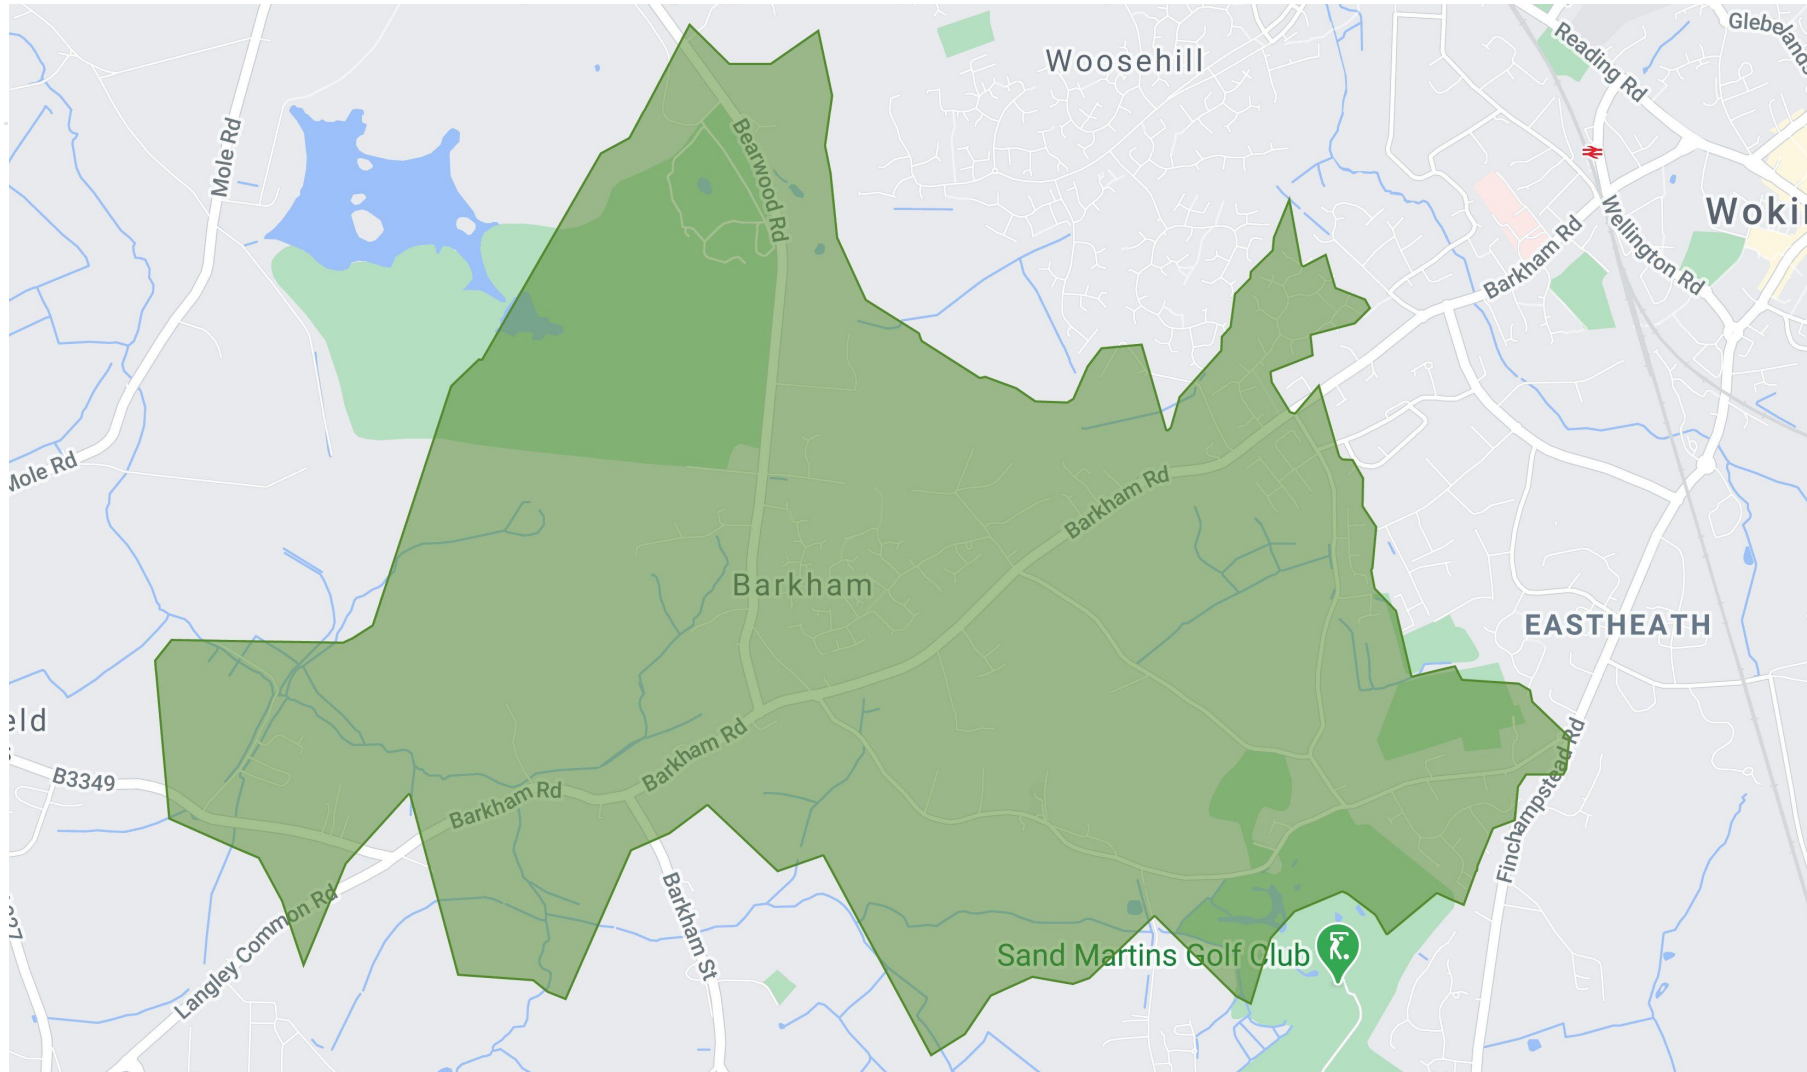 Glebelands
Reading Rd
Woosehill
Mole Rd
Bearwood Rd
Wokin
Wellington Rd
Barkham Rd
Mole Rd
Barkham Rd
Barkham
EASTHEATH
eld
Barkham Rd
B3349
Barkham Rd
Finchampstead Rd
Langley Common Rd
Barkham St
Sand Martins Golf Club